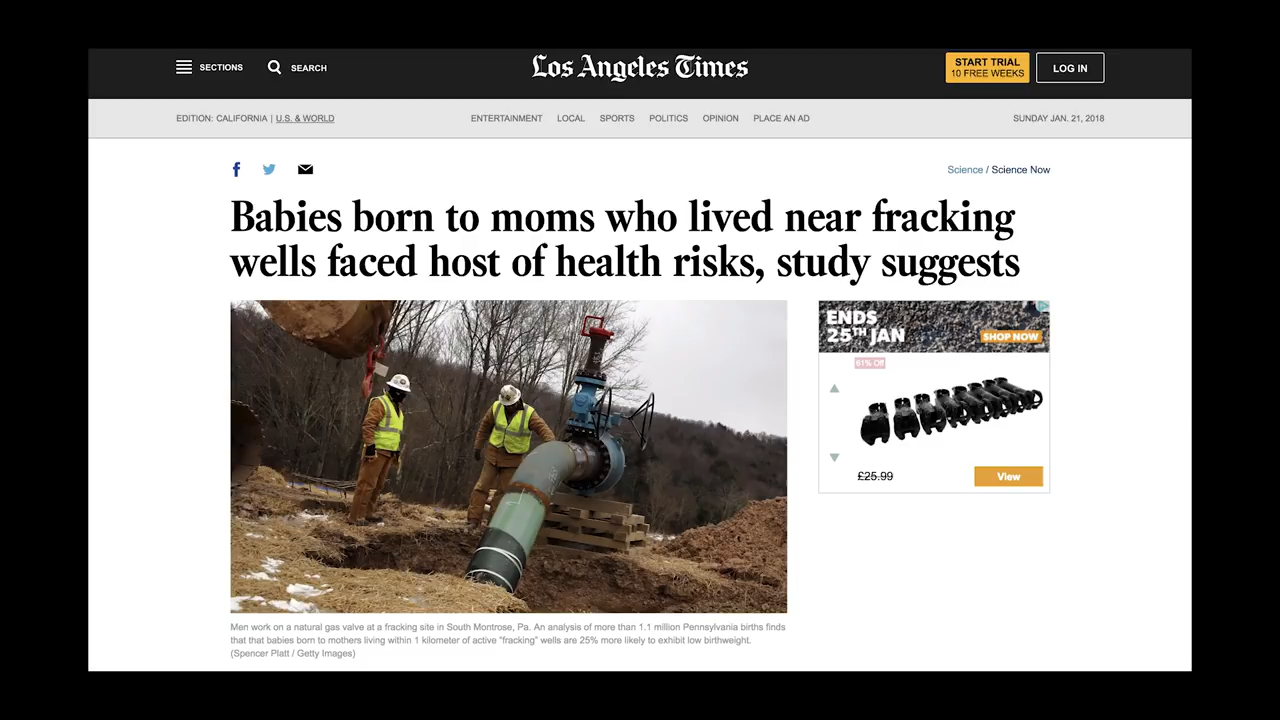 SECTIONS
SEARCH
Los Angeles Times
START TRIAL
10 FREE WEEKS
LOG IN
EDITION: CALIFORNIA | U.S. & WORLD
ENTERTAINMENT LOCAL SPORTS POLITICS OPINION PLACE AN AD
SUNDAY JAN. 21, 2018
Science / Science Now
Babies born to moms who lived near fracking
wells faced host of health risks, study suggests
ENDS
25TH JAN
SHOP NOW
61% Off
£25.99
View
Men work on a natural gas valve at a fracking site in South Montrose, Pa. An analysis of more than 1.1 million Pennsylvania births finds
that that babies born to mothers living within 1 kilometer of active "fracking" wells are 25% more likely to exhibit low birthweight.
(Spencer Platt / Getty Images)